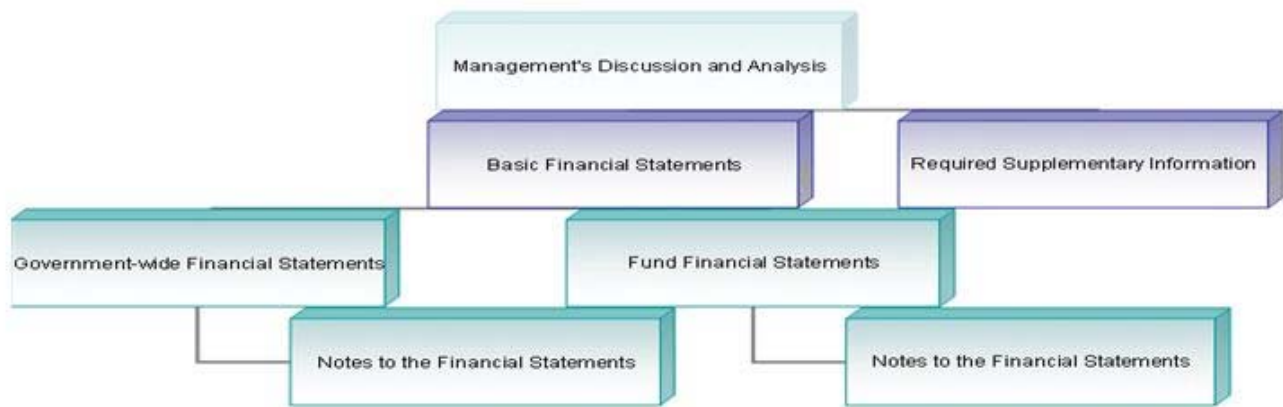 Management's Discussion and Analysis
Basic Financial Statements
Required Supplementary Information
Government-wide Financial Statements
Fund Financial Statements
Notes to the Financial Statements
Notes to the Financial Statements